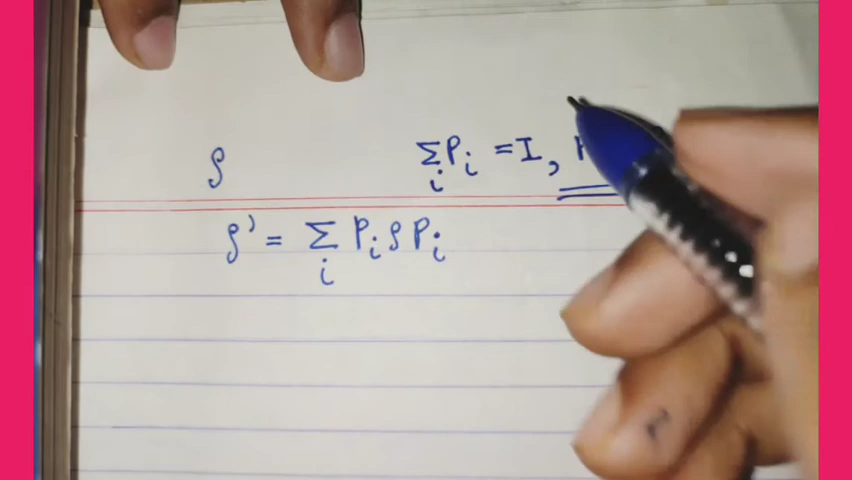 ρ ∑ᵢ Pᵢ = I,
ρ' = ∑ᵢ Pᵢ ρ Pᵢ